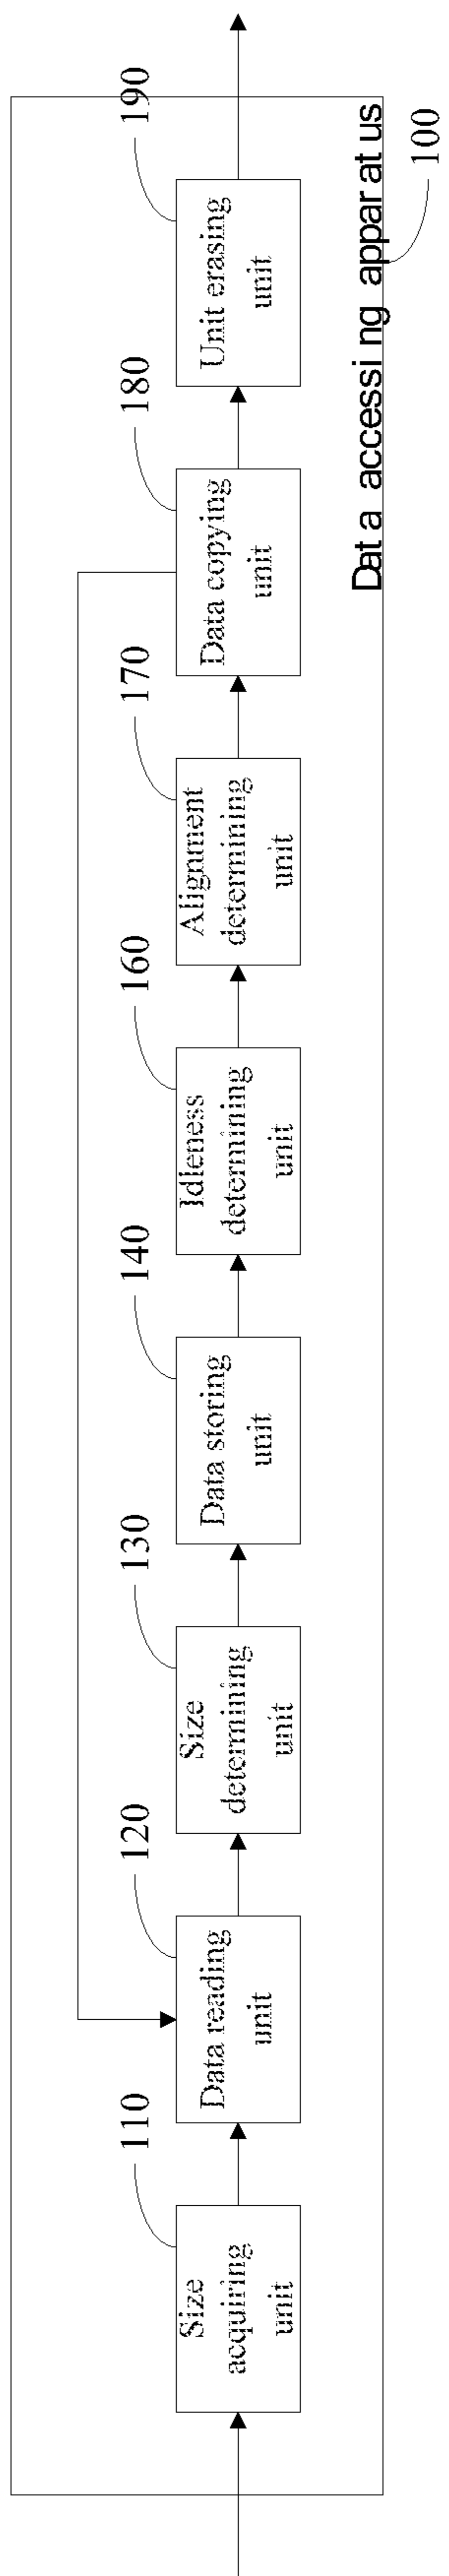 110
120
130
140
160
170
180
190
Size
acquiring
unit
Data reading
unit
Size
determining
unit
Data storing
unit
Idleness
determining
unit
Alignment
determining
unit
Data copying
unit
Unit erasing
unit
Data accessing apparatus
100